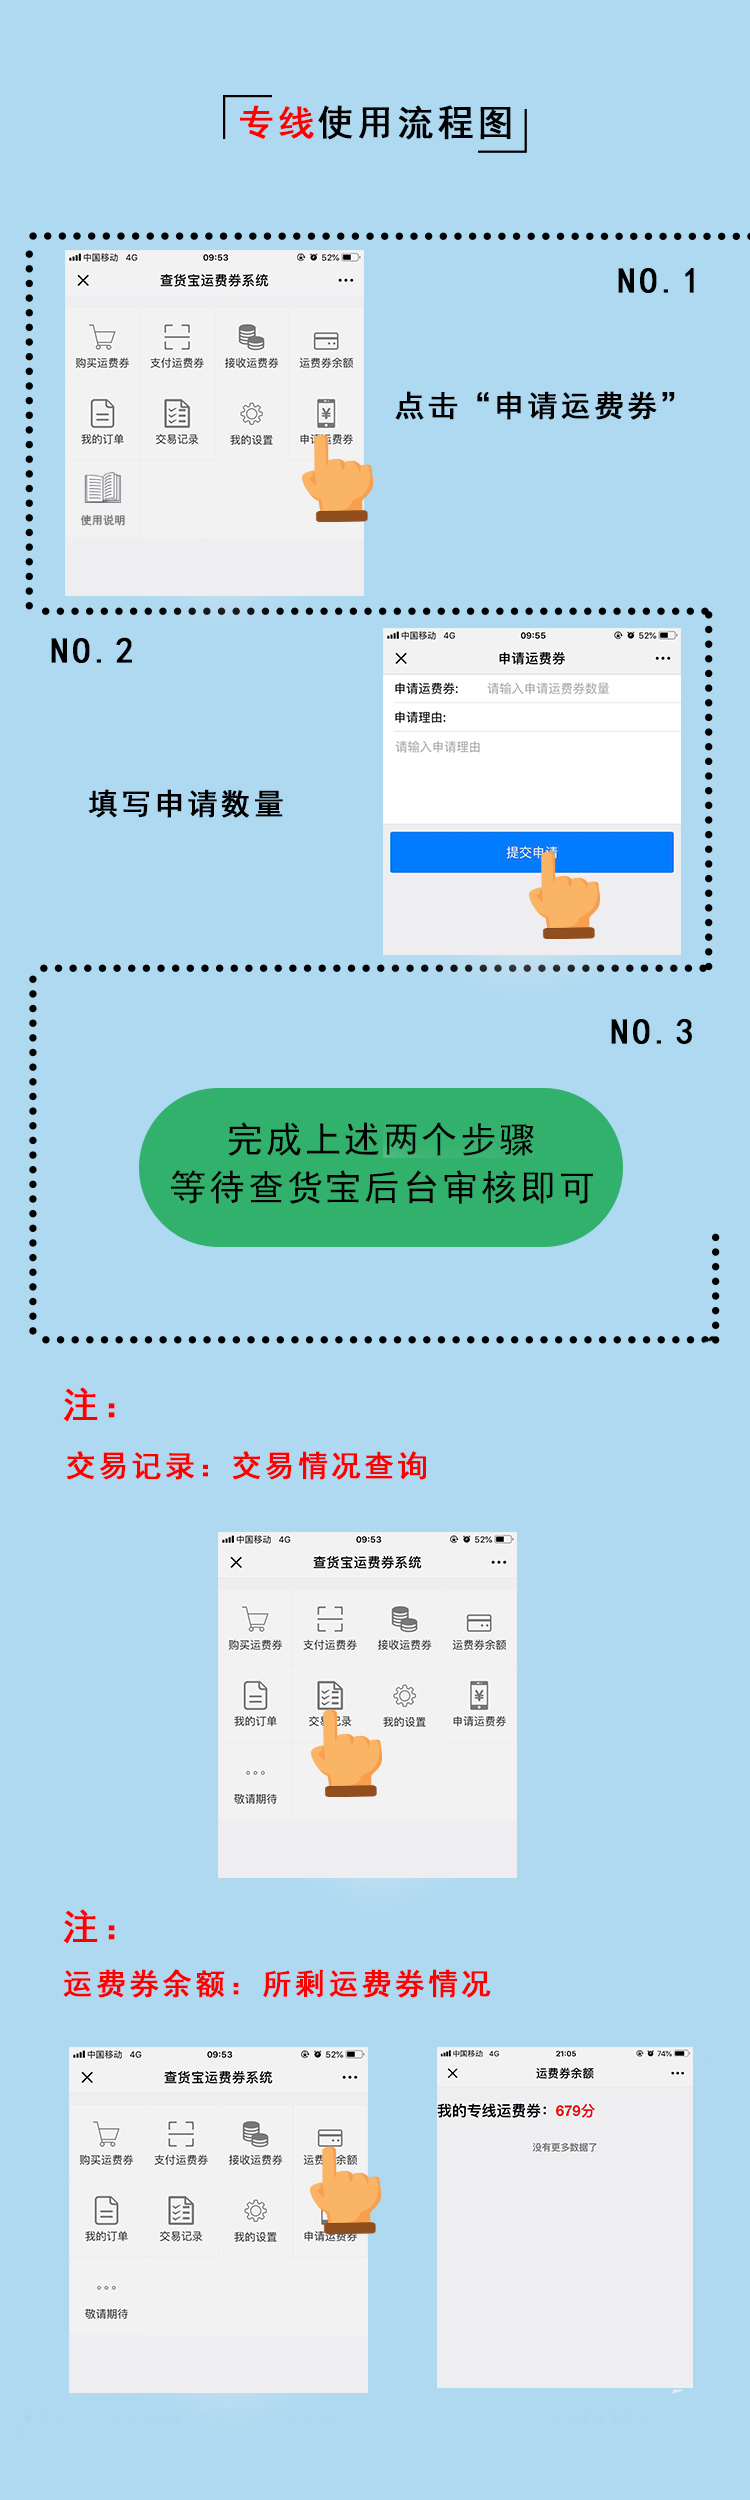 专线使用流程图
中国移动 4G 09:53 52%
查货宝运费券系统
购买运费券 支付运费券 接收运费券 运费券余额
我的订单 交易记录 我的设置 申请运费券
使用说明
NO.1
点击“申请运费券”
NO.2
填写申请数量
中国移动 4G 09:55 52%
申请运费券
申请运费券: 请输入申请运费券数量
申请理由:
请输入申请理由
提交申请
NO.3
完成上述两个步骤
等待查货宝后台审核即可
注:
交易记录: 交易情况查询
中国移动 4G 09:53 52%
查货宝运费券系统
购买运费券 支付运费券 接收运费券 运费券余额
我的订单 交易记录 我的设置 申请运费券
敬请期待
注:
运费券余额: 所剩运费券情况
中国移动 4G 09:53 52%
查货宝运费券系统
购买运费券 支付运费券 接收运费券 运费券余额
我的订单 交易记录 我的设置 申请运费券
敬请期待
中国移动 4G 21:05 74%
运费券余额
我的专线运费券: 679分
没有更多数据了